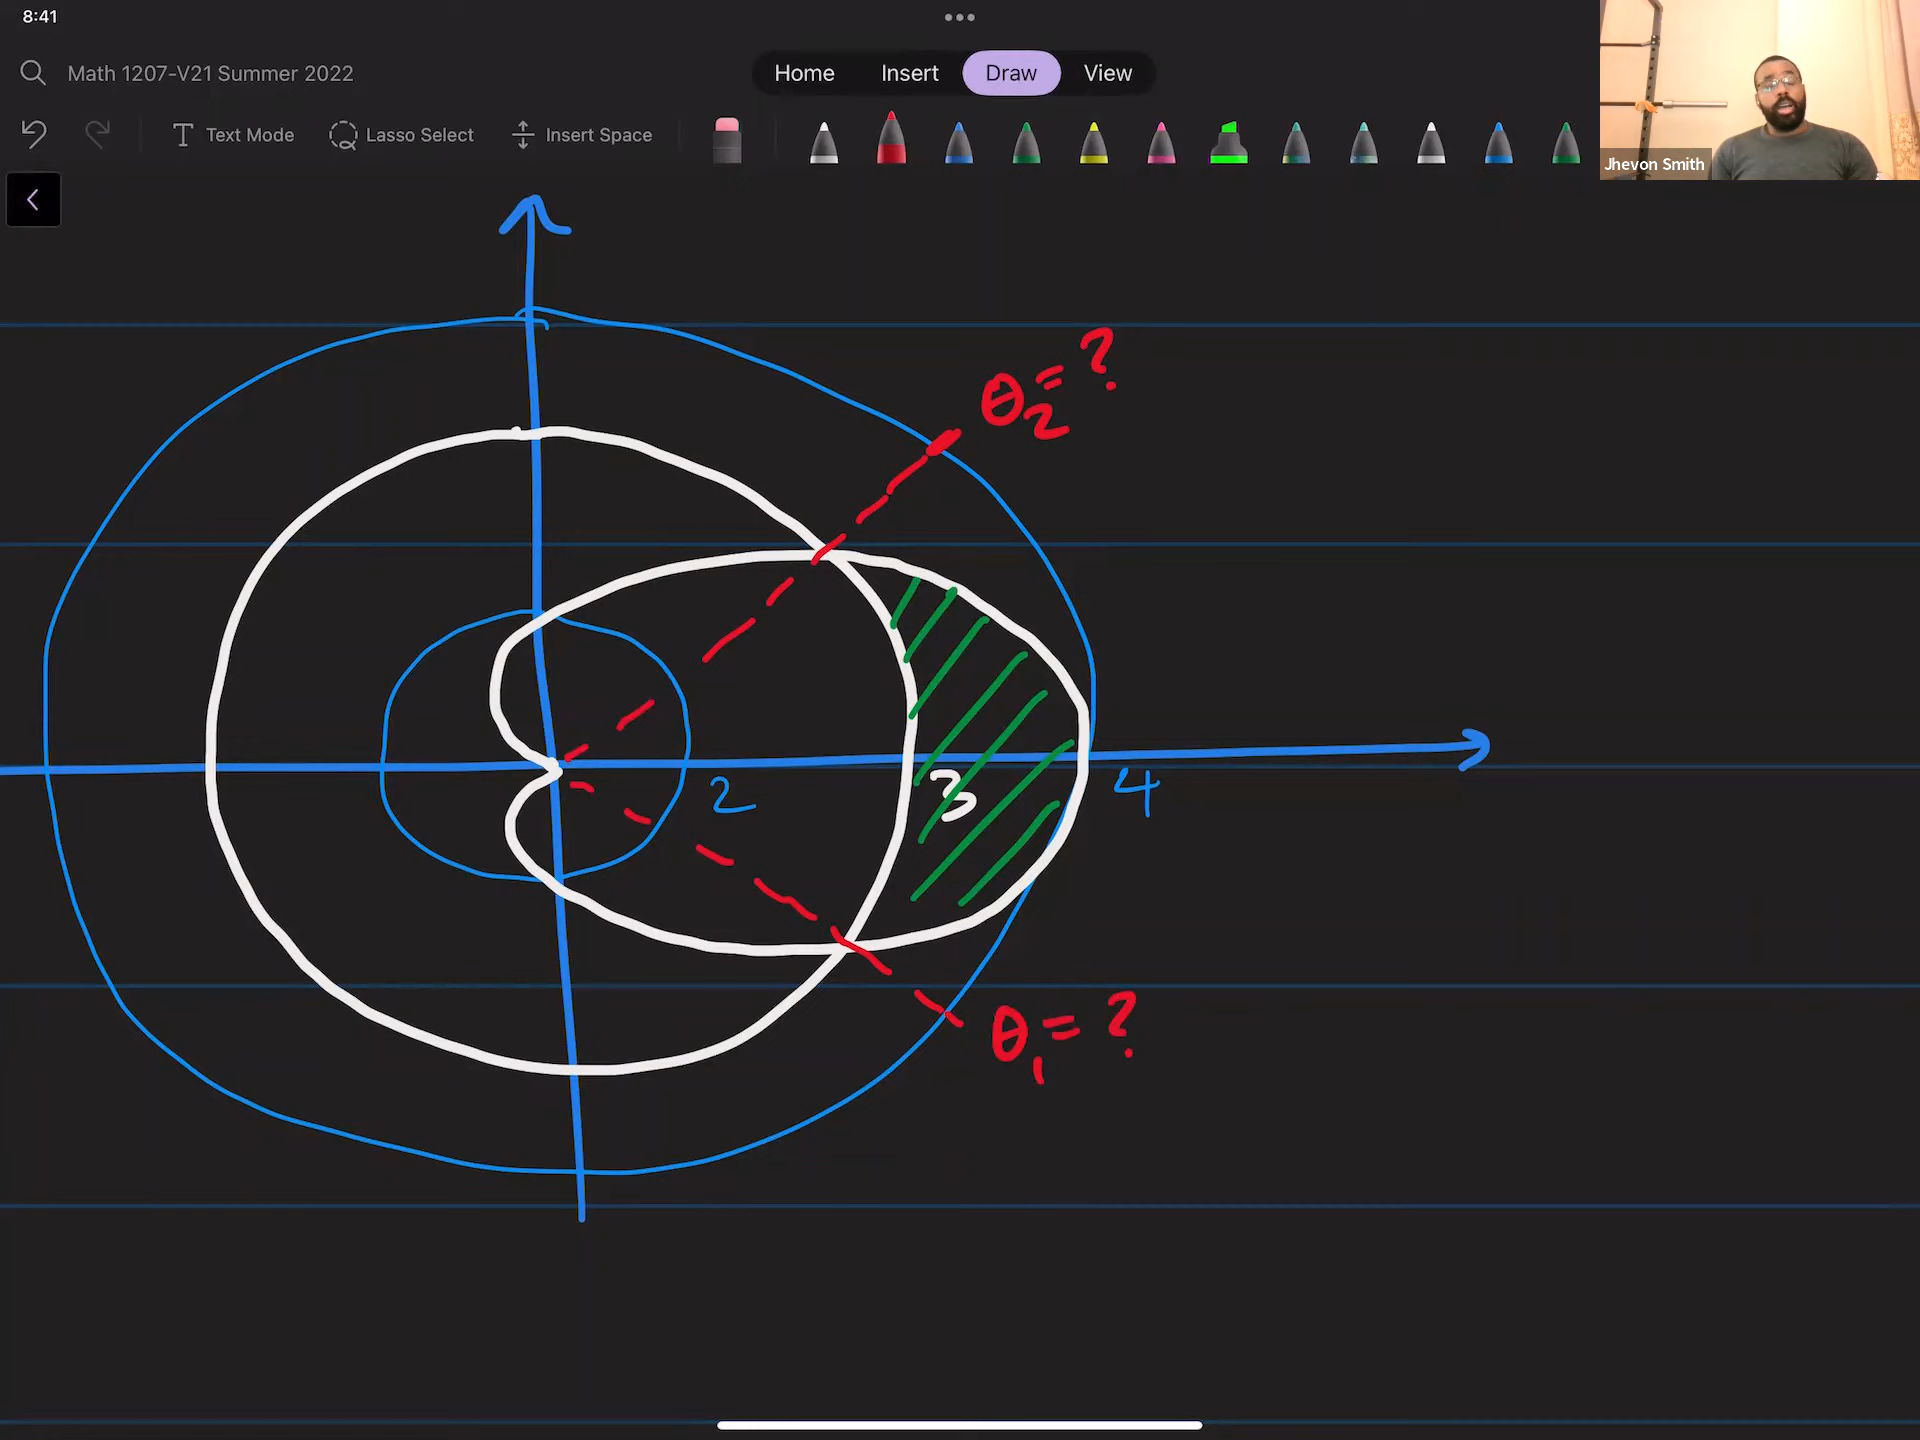 8:41
Math 1207-V21 Summer 2022
Home Insert Draw View
Text Mode Lasso Select Insert Space
Jhevon Smith
θ₂ = ?
2 3 4
θ₁ = ?